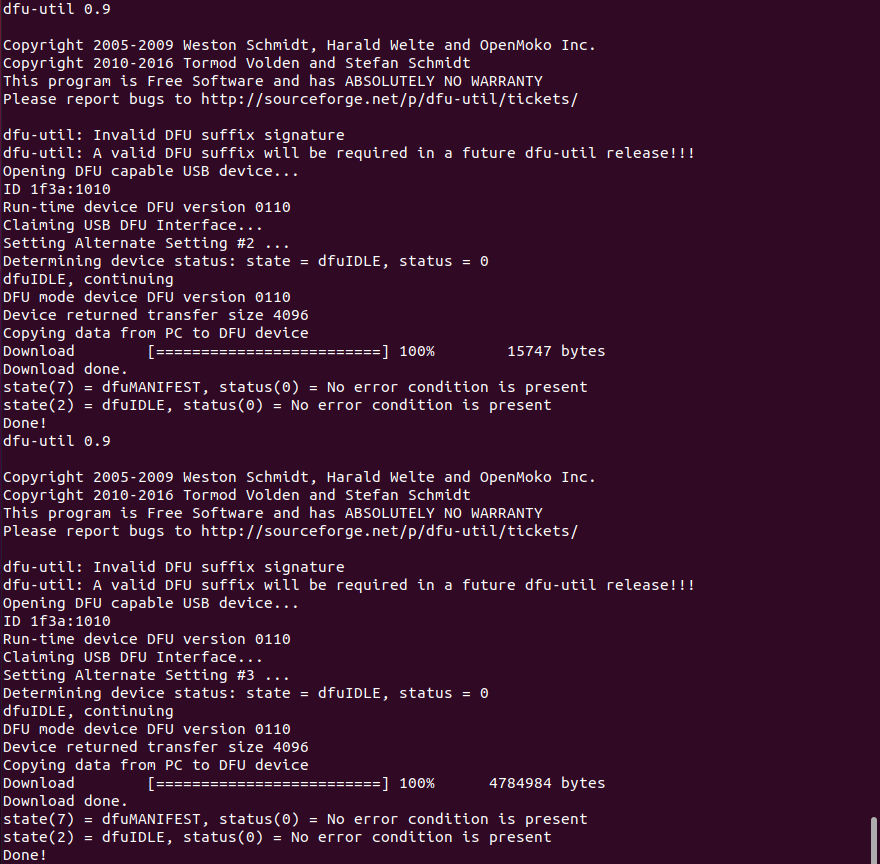 dfu-util 0.9
Copyright 2005-2009 Weston Schmidt, Harald Welte and OpenMoko Inc.
Copyright 2010-2016 Tormod Volden and Stefan Schmidt
This program is Free Software and has ABSOLUTELY NO WARRANTY
Please report bugs to http://sourceforge.net/p/dfu-util/tickets/
dfu-util: Invalid DFU suffix signature
dfu-util: A valid DFU suffix will be required in a future dfu-util release!!!
Opening DFU capable USB device...
ID 1f3a:1010
Run-time device DFU version 0110
Claiming USB DFU Interface...
Setting Alternate Setting #2 ...
Determining device status: state = dfuIDLE, status = 0
dfuIDLE, continuing
DFU mode device DFU version 0110
Device returned transfer size 4096
Copying data from PC to DFU device
Download        [=========================] 100%        15747 bytes
Download done.
state(7) = dfuMANIFEST, status(0) = No error condition is present
state(2) = dfuIDLE, status(0) = No error condition is present
Done!
dfu-util 0.9
Copyright 2005-2009 Weston Schmidt, Harald Welte and OpenMoko Inc.
Copyright 2010-2016 Tormod Volden and Stefan Schmidt
This program is Free Software and has ABSOLUTELY NO WARRANTY
Please report bugs to http://sourceforge.net/p/dfu-util/tickets/
dfu-util: Invalid DFU suffix signature
dfu-util: A valid DFU suffix will be required in a future dfu-util release!!!
Opening DFU capable USB device...
ID 1f3a:1010
Run-time device DFU version 0110
Claiming USB DFU Interface...
Setting Alternate Setting #3 ...
Determining device status: state = dfuIDLE, status = 0
dfuIDLE, continuing
DFU mode device DFU version 0110
Device returned transfer size 4096
Copying data from PC to DFU device
Download        [=========================] 100%      4784984 bytes
Download done.
state(7) = dfuMANIFEST, status(0) = No error condition is present
state(2) = dfuIDLE, status(0) = No error condition is present
Done!